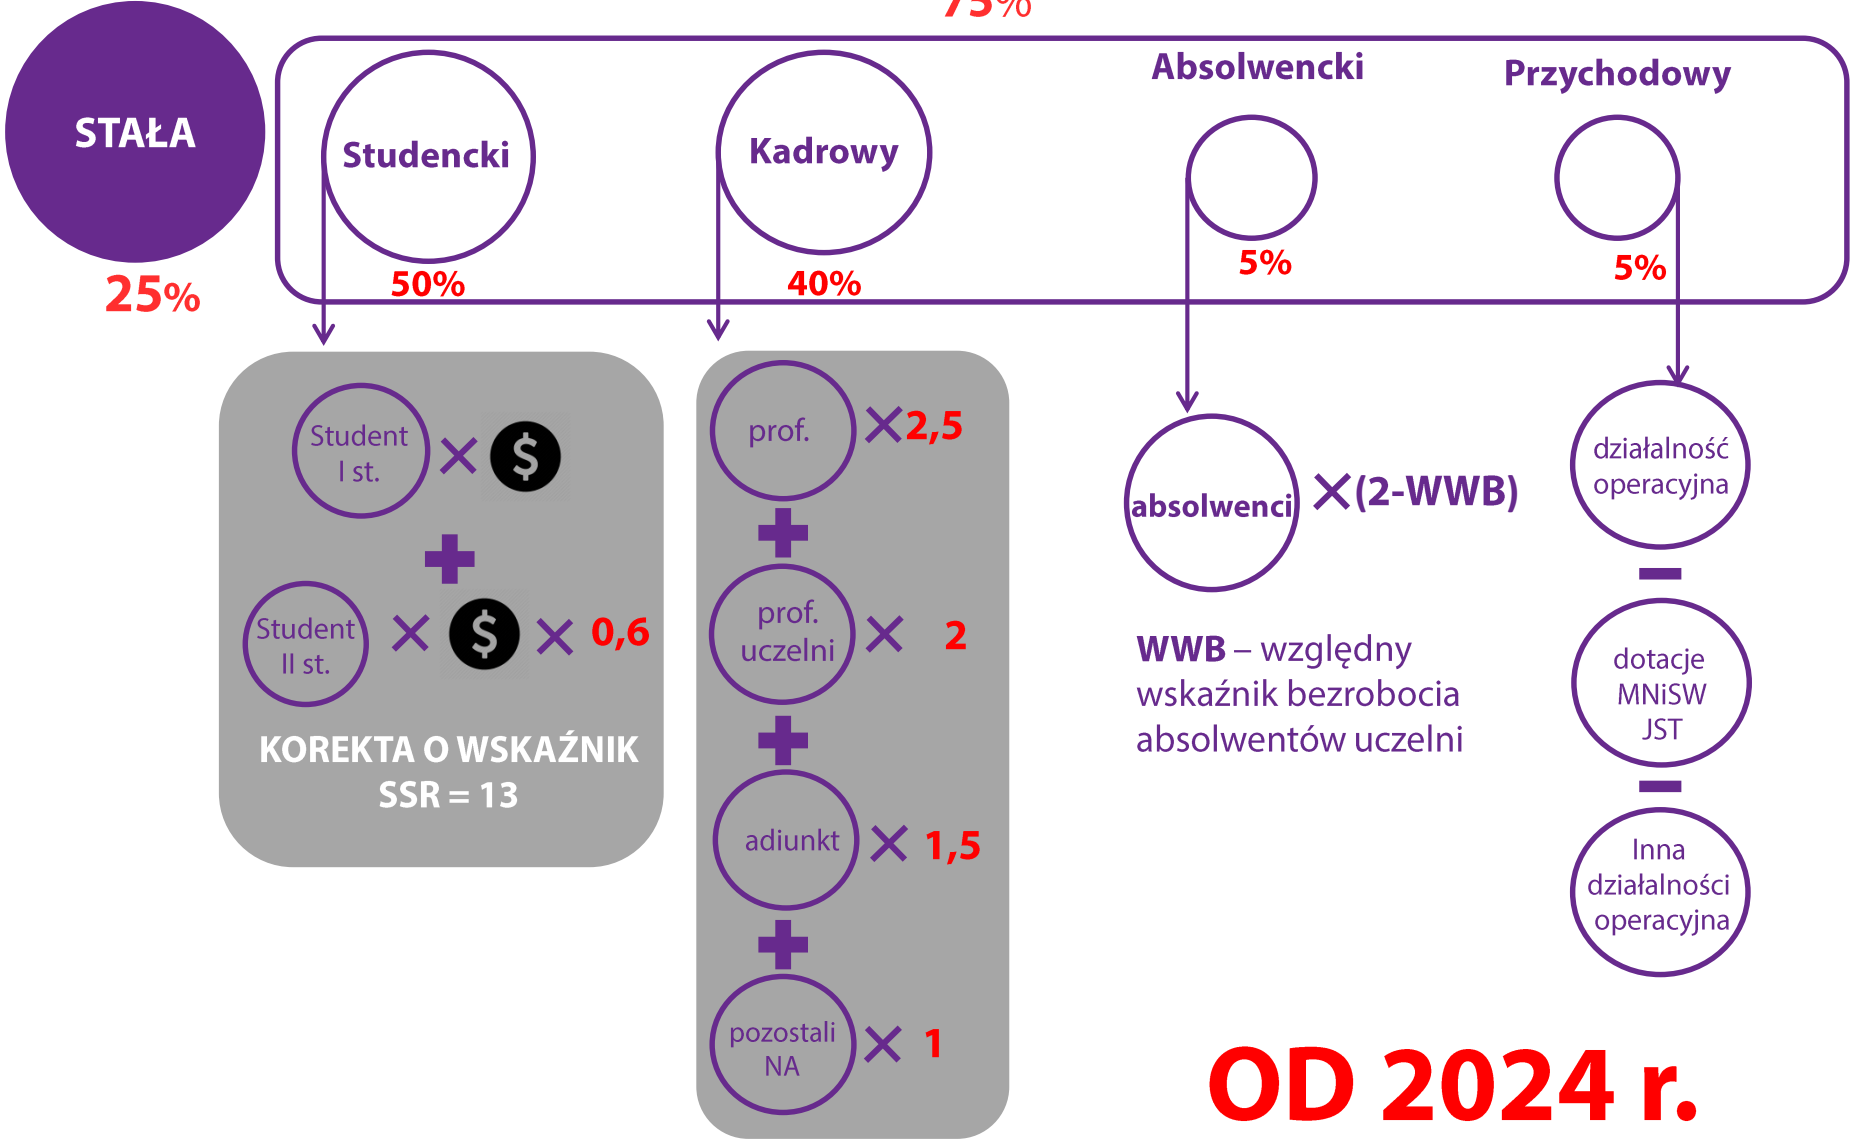 75%
STAŁA
25%
Studencki
50%
Kadrowy
40%
Absolwencki
5%
Przychodowy
5%
Student
I st.
$
Student
II st.
$
0,6
KOREKTA O WSKAŹNIK
SSR = 13
prof.
2,5
prof.
uczelni
2
adiunkt
1,5
pozostali
NA
1
absolwenci
(2-WWB)
WWB – względny
wskaźnik bezrobocia
absolwentów uczelni
działalność
operacyjna
dotacje
MNiSW
JST
Inna
działalności
operacyjna
OD 2024 r.